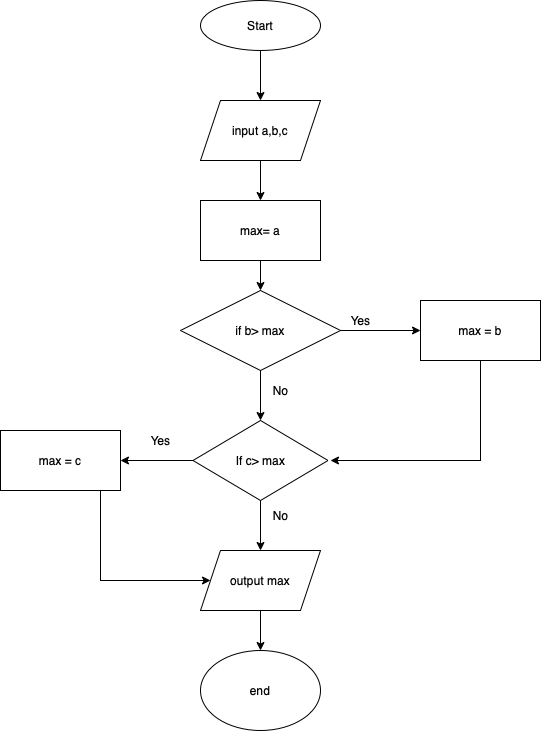 Start
input a,b,c
max= a
if b> max
Yes
max = b
No
If c> max
Yes
max = c
No
output max
end